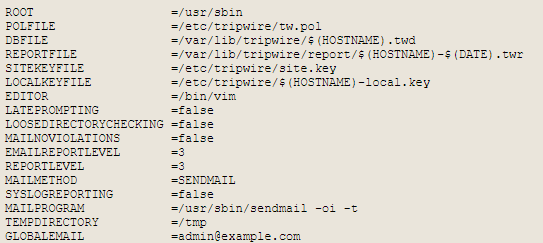 ROOT =/usr/sbin
POLFILE =/etc/tripwire/tw.pol
DBFILE =/var/lib/tripwire/$(HOSTNAME).twd
REPORTFILE =/var/lib/tripwire/report/$(HOSTNAME)-$(DATE).twr
SITEKEYFILE =/etc/tripwire/site.key
LOCALKEYFILE =/etc/tripwire/$(HOSTNAME)-local.key
EDITOR =/bin/vim
LATEPROMPTING =false
LOOSEDIRECTORYCHECKING =false
MAILNOVIOLATIONS =false
EMAILREPORTLEVEL =3
REPORTLEVEL =3
MAILMETHOD =SENDMAIL
SYSLOGREPORTING =false
MAILPROGRAM =/usr/sbin/sendmail -oi -t
TEMPDIRECTORY =/tmp
GLOBALEMAIL =admin@example.com